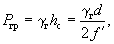 P_гр = γ_г h_c = γ_г d / 2 f′,